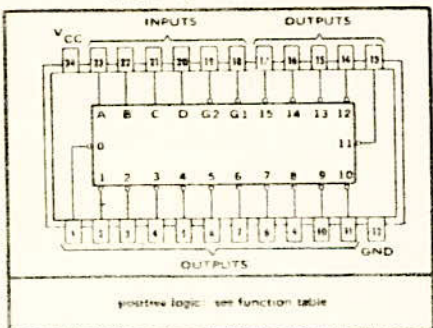 INPUTS OUTPUTS
VCC
24 23 22 21 20 19 18 17 16 15 14 13
A B C D G2 G1 15 14 13 12
0 11
1 2 3 4 5 6 7 8 9 10
1 2 3 4 5 6 7 8 9 10 11 12
OUTPUTS GND
positive logic: see function table